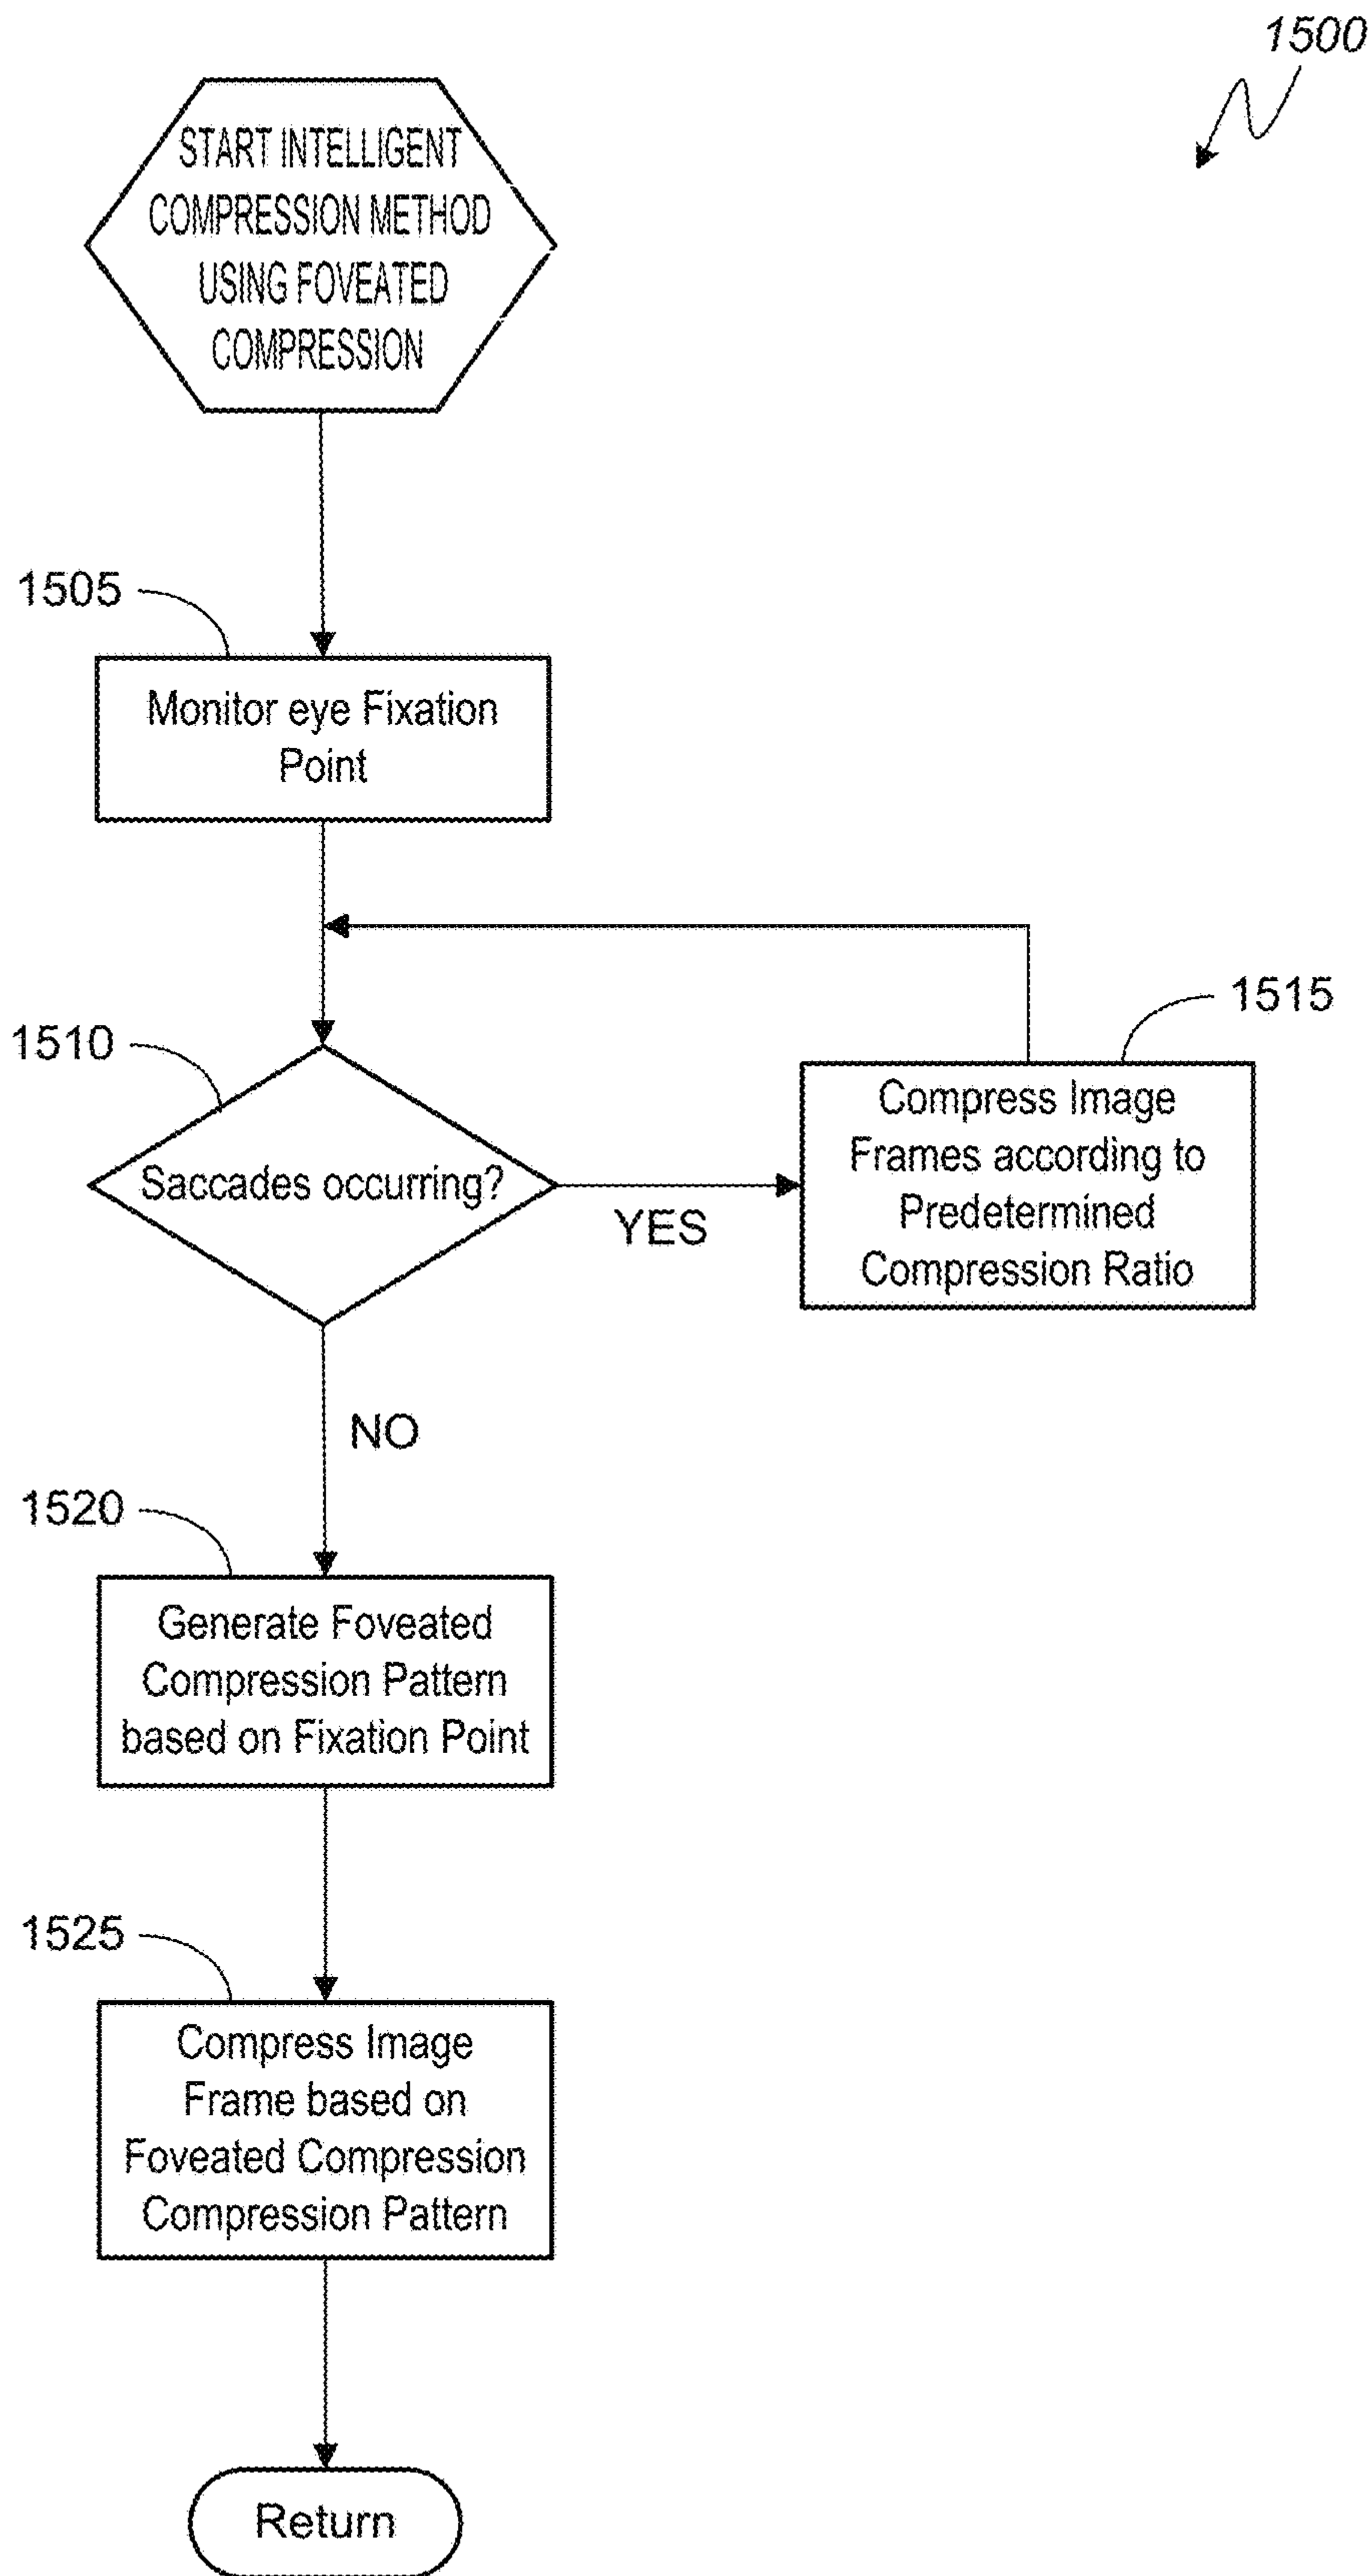 1500
START INTELLIGENT
COMPRESSION METHOD
USING FOVEATED
COMPRESSION
1505
Monitor eye Fixation
Point
1510
Saccades occurring?
YES
1515
Compress Image
Frames according to
Predetermined
Compression Ratio
NO
1520
Generate Foveated
Compression Pattern
based on Fixation Point
1525
Compress Image
Frame based on
Foveated Compression
Compression Pattern
Return